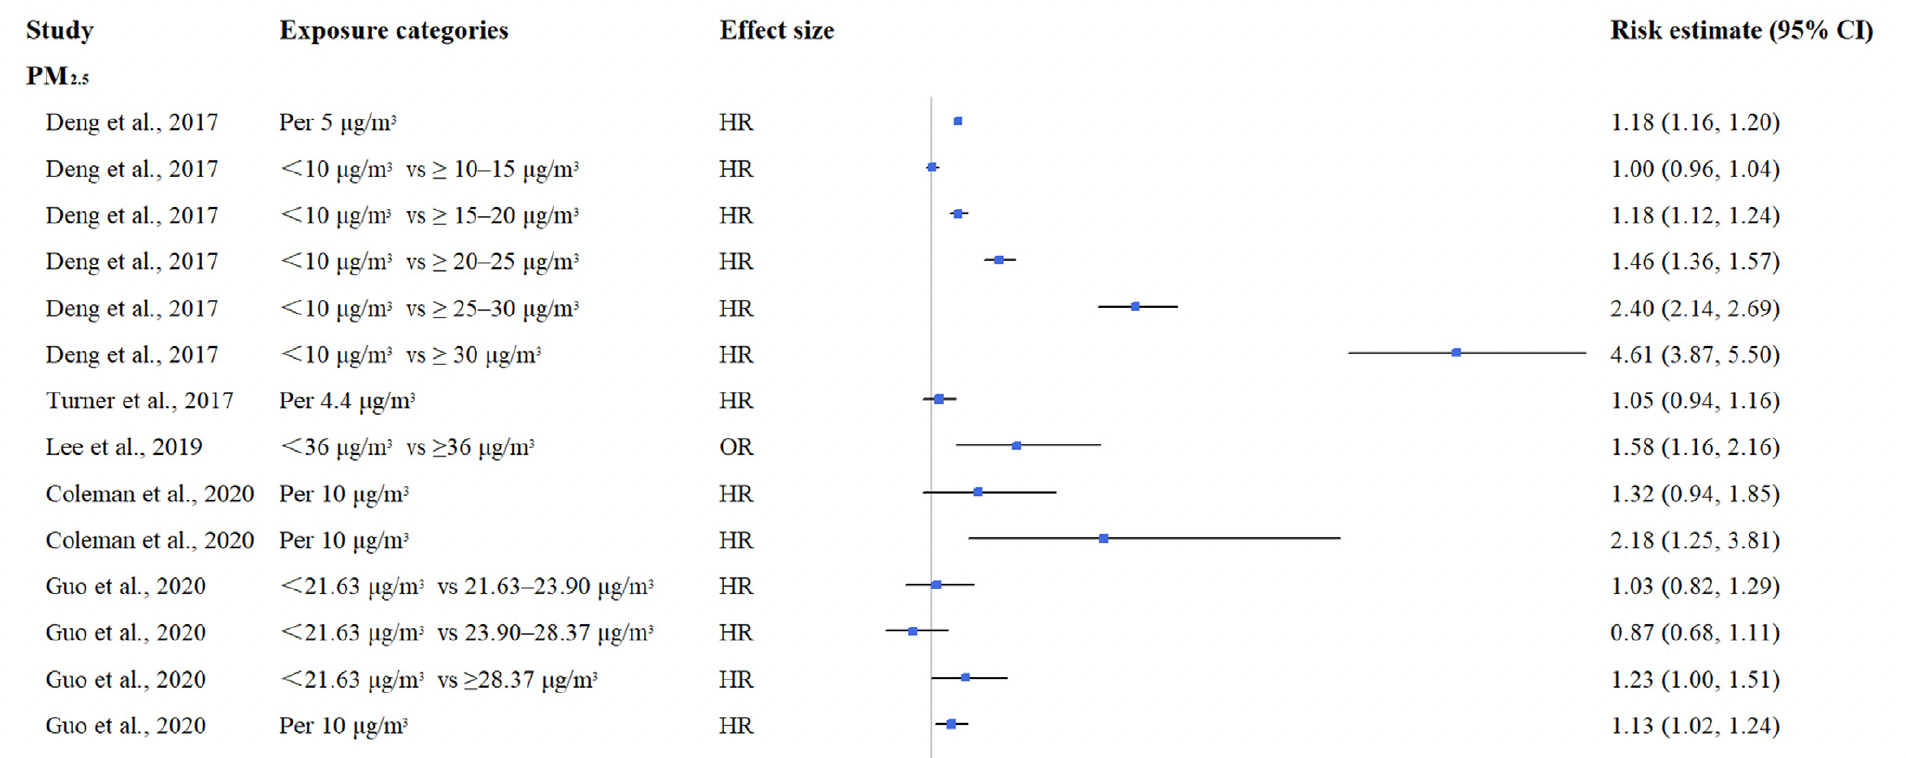 Study Exposure categories Effect size Risk estimate (95% CI)
PM₂.₅
Deng et al., 2017 Per 5 μg/m³ HR 1.18 (1.16, 1.20)
Deng et al., 2017 <10 μg/m³ vs ≥ 10–15 μg/m³ HR 1.00 (0.96, 1.04)
Deng et al., 2017 <10 μg/m³ vs ≥ 15–20 μg/m³ HR 1.18 (1.12, 1.24)
Deng et al., 2017 <10 μg/m³ vs ≥ 20–25 μg/m³ HR 1.46 (1.36, 1.57)
Deng et al., 2017 <10 μg/m³ vs ≥ 25–30 μg/m³ HR 2.40 (2.14, 2.69)
Deng et al., 2017 <10 μg/m³ vs ≥ 30 μg/m³ HR 4.61 (3.87, 5.50)
Turner et al., 2017 Per 4.4 μg/m³ HR 1.05 (0.94, 1.16)
Lee et al., 2019 <36 μg/m³ vs ≥36 μg/m³ OR 1.58 (1.16, 2.16)
Coleman et al., 2020 Per 10 μg/m³ HR 1.32 (0.94, 1.85)
Coleman et al., 2020 Per 10 μg/m³ HR 2.18 (1.25, 3.81)
Guo et al., 2020 <21.63 μg/m³ vs 21.63–23.90 μg/m³ HR 1.03 (0.82, 1.29)
Guo et al., 2020 <21.63 μg/m³ vs 23.90–28.37 μg/m³ HR 0.87 (0.68, 1.11)
Guo et al., 2020 <21.63 μg/m³ vs ≥28.37 μg/m³ HR 1.23 (1.00, 1.51)
Guo et al., 2020 Per 10 μg/m³ HR 1.13 (1.02, 1.24)